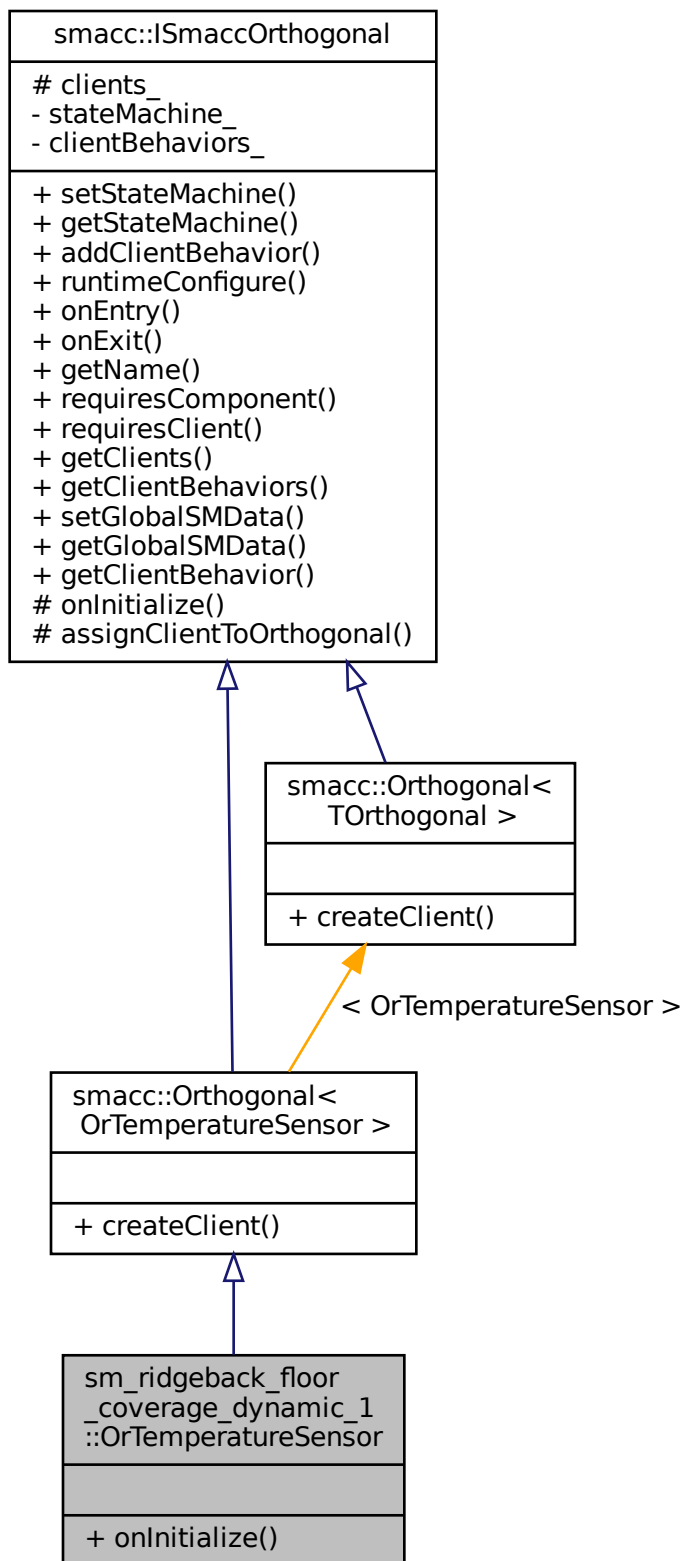 smacc::ISmaccOrthogonal
# clients_
- stateMachine_
- clientBehaviors_
+ setStateMachine()
+ getStateMachine()
+ addClientBehavior()
+ runtimeConfigure()
+ onEntry()
+ onExit()
+ getName()
+ requiresComponent()
+ requiresClient()
+ getClients()
+ getClientBehaviors()
+ setGlobalSMData()
+ getGlobalSMData()
+ getClientBehavior()
# onInitialize()
# assignClientToOrthogonal()
smacc::Orthogonal<
TOrthogonal >
+ createClient()
< OrTemperatureSensor >
smacc::Orthogonal<
OrTemperatureSensor >
+ createClient()
sm_ridgeback_floor
_coverage_dynamic_1
::OrTemperatureSensor
+ onInitialize()